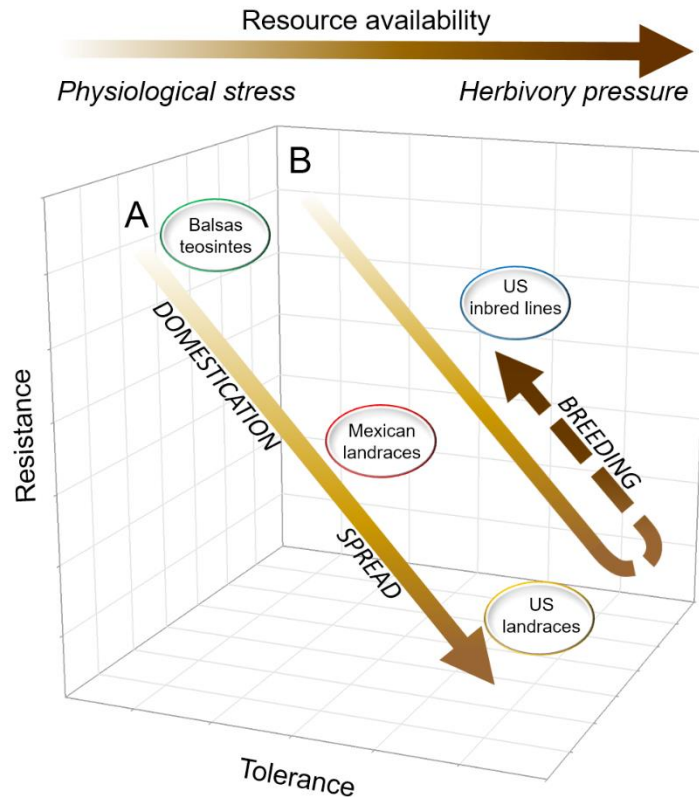 Resource availability
Physiological stress
Herbivory pressure
A
B
Balsas
teosintes
US
inbred lines
DOMESTICATION
BREEDING
Mexican
landraces
SPREAD
US
landraces
Resistance
Tolerance